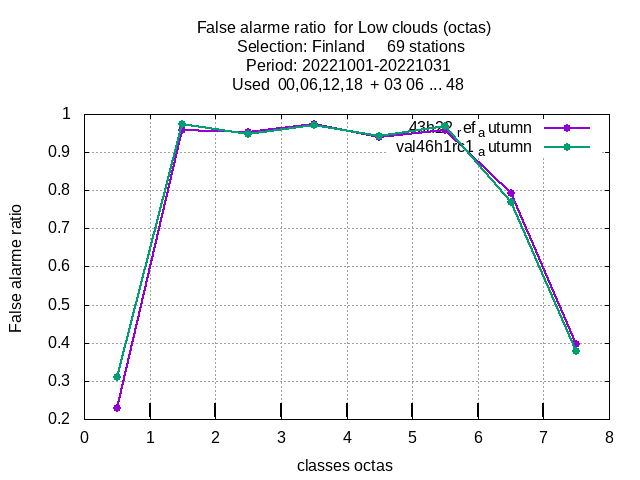 False alarme ratio for Low clouds (octas)
Selection: Finland 69 stations
Period: 20221001-20221031
Used 00,06,12,18 + 03 06 ... 48
43h22_ref_autumn
val46h1rc1_autumn
1
0.9
0.8
0.7
0.6
0.5
0.4
0.3
0.2
False alarme ratio
0 1 2 3 4 5 6 7 8
classes octas